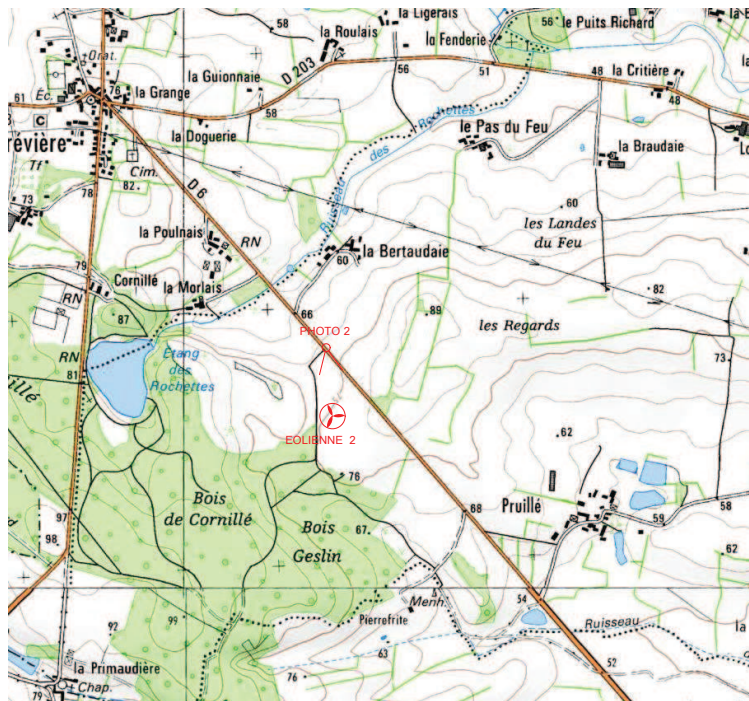 58
la Roulais
la Ligerais
56
le Puits Richard
la Fenderie
Orat.
D 203
76
la Grange
la Guionnaie
56
51
48
la Critière
48
61
Éc.
C
58
la Doguerie
Ruisseau des Rochettes
le Pas du Feu
la Braudaie
revière
Tf
Cim.
82
78
D 6
73
60
les Landes
du Feu
la Poulnais
RN
60
la Bertaudaie
79
Cornillé
la Morlais
82
RN
87
66
89
les Regards
PHOTO 2
RN
81
Étang
des
Rochettes
73
EOLIENNE 2
62
76
Bois
de Cornillé
Bois
Geslin
67
68
Pruillé
59
58
97
98
62
54
Menh.
99
Pierrefrite
Ruisseau
la
92
63
52
la Primaudière
76
79
Chap.